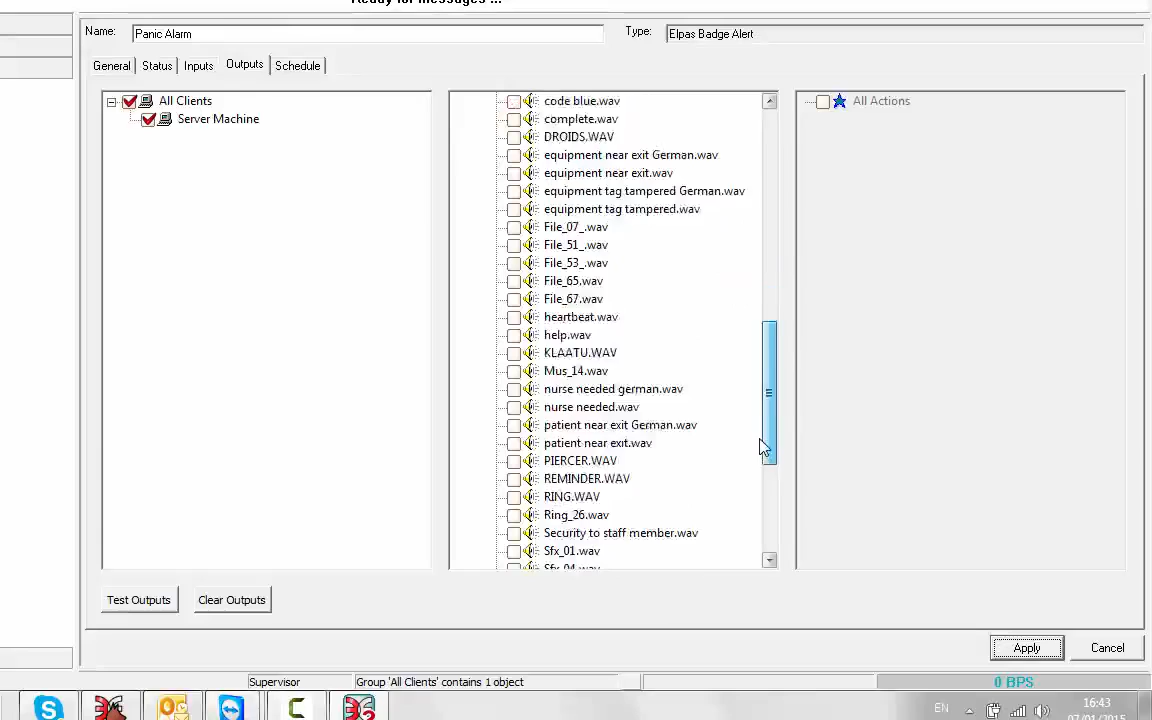 Ready for messages ...
Name: Panic Alarm Type: Elpas Badge Alert
General Status Inputs Outputs Schedule
All Clients
Server Machine
code blue.wav
complete.wav
DROIDS.WAV
equipment near exit German.wav
equipment near exit.wav
equipment tag tampered German.wav
equipment tag tampered.wav
File_07_.wav
File_51_.wav
File_53_.wav
File_65.wav
File_67.wav
heartbeat.wav
help.wav
KLAATU.WAV
Mus_14.wav
nurse needed german.wav
nurse needed.wav
patient near exit German.wav
patient near exit.wav
PIERCER.WAV
REMINDER.WAV
RING.WAV
Ring_26.wav
Security to staff member.wav
Sfx_01.wav
Sfx_04.wav
All Actions
Test Outputs Clear Outputs
Apply Cancel
Supervisor Group 'All Clients' contains 1 object 0 BPS
EN 16:43
07/01/2015